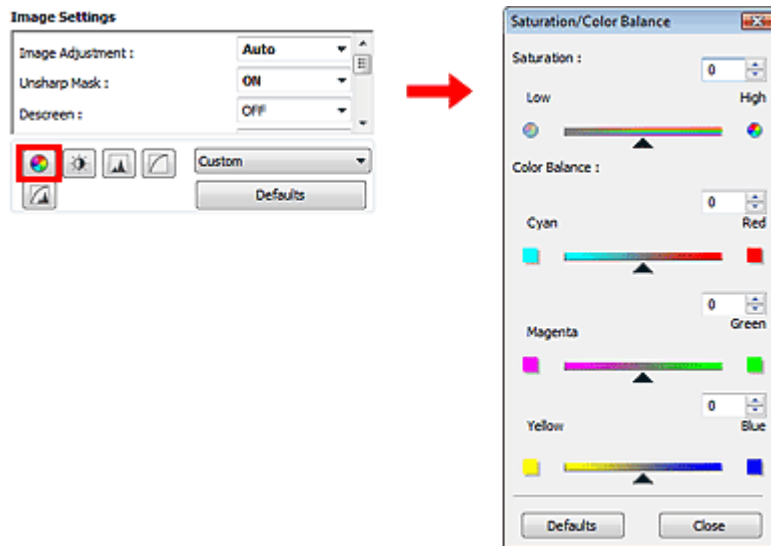 Image Settings
Image Adjustment : Auto
Unsharp Mask : ON
Descreen : OFF
Custom
Defaults
Saturation/Color Balance
Saturation :
0
Low High
Color Balance :
0
Cyan Red
0
Magenta Green
0
Yellow Blue
Defaults Close